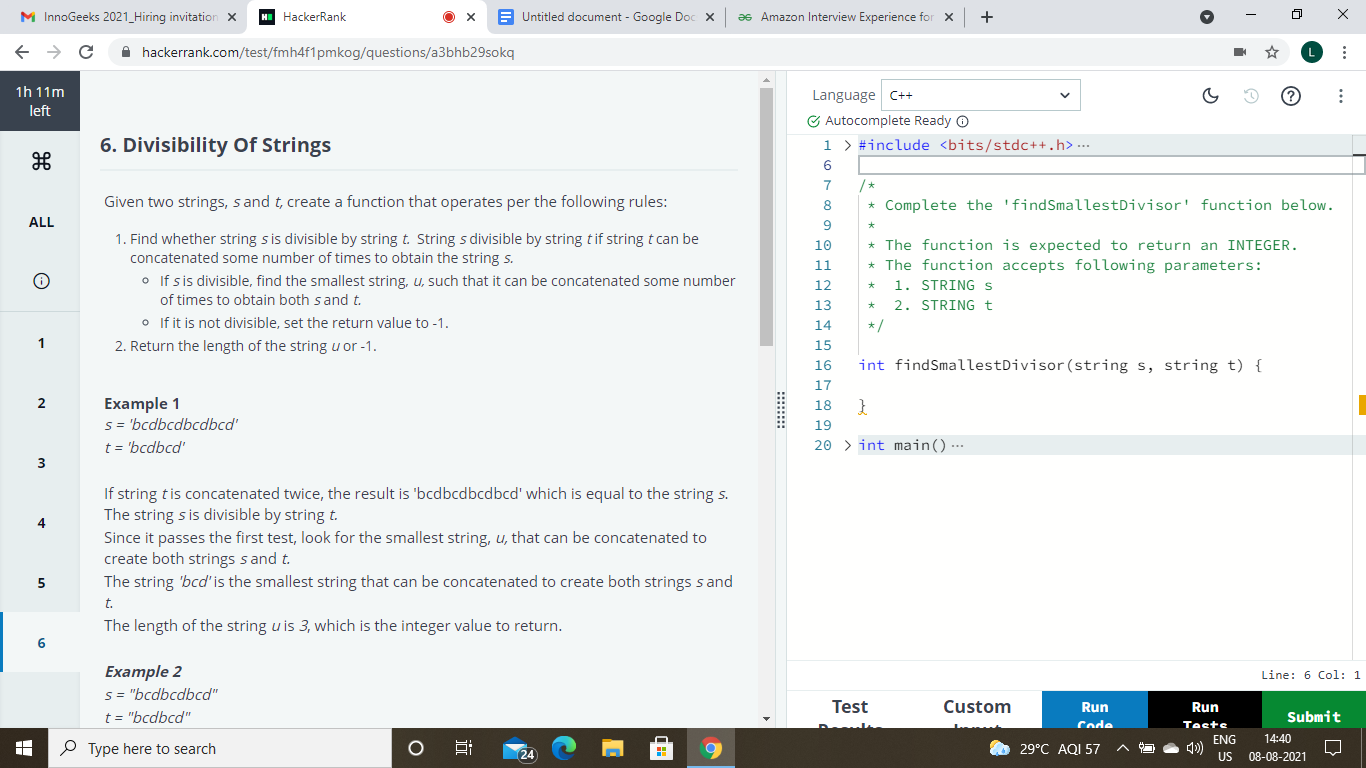 InnoGeeks 2021_Hiring invitation
HackerRank
Untitled document - Google Doc
Amazon Interview Experience for
hackerrank.com/test/fmh4f1pmkog/questions/a3bhb29sokq
L
1h 11m
left
ALL
1
2
3
4
5
6
6. Divisibility Of Strings
Given two strings, s and t, create a function that operates per the following rules:
1. Find whether string s is divisible by string t. String s divisible by string t if string t can be
concatenated some number of times to obtain the string s.
If s is divisible, find the smallest string, u, such that it can be concatenated some number
of times to obtain both s and t.
If it is not divisible, set the return value to -1.
2. Return the length of the string u or -1.
Example 1
s = 'bcdbcdbcdbcd'
t = 'bcdbcd'
If string t is concatenated twice, the result is 'bcdbcdbcdbcd' which is equal to the string s.
The string s is divisible by string t.
Since it passes the first test, look for the smallest string, u, that can be concatenated to
create both strings s and t.
The string 'bcd' is the smallest string that can be concatenated to create both strings s and
t.
The length of the string u is 3, which is the integer value to return.
Example 2
s = "bcdbcdbcd"
t = "bcdbcd"
Language C++
Autocomplete Ready
1 #include <bits/stdc++.h> ...
6
7 /*
8 * Complete the 'findSmallestDivisor' function below.
9 *
10 * The function is expected to return an INTEGER.
11 * The function accepts following parameters:
12 * 1. STRING s
13 * 2. STRING t
14 */
15
16 int findSmallestDivisor(string s, string t) {
17
18 }
19
20 int main() ...
Line: 6 Col: 1
Test
Results
Custom
Input
Run
Code
Run
Tests
Submit
Type here to search
24
29°C AQI 57
ENG
US
14:40
08-08-2021